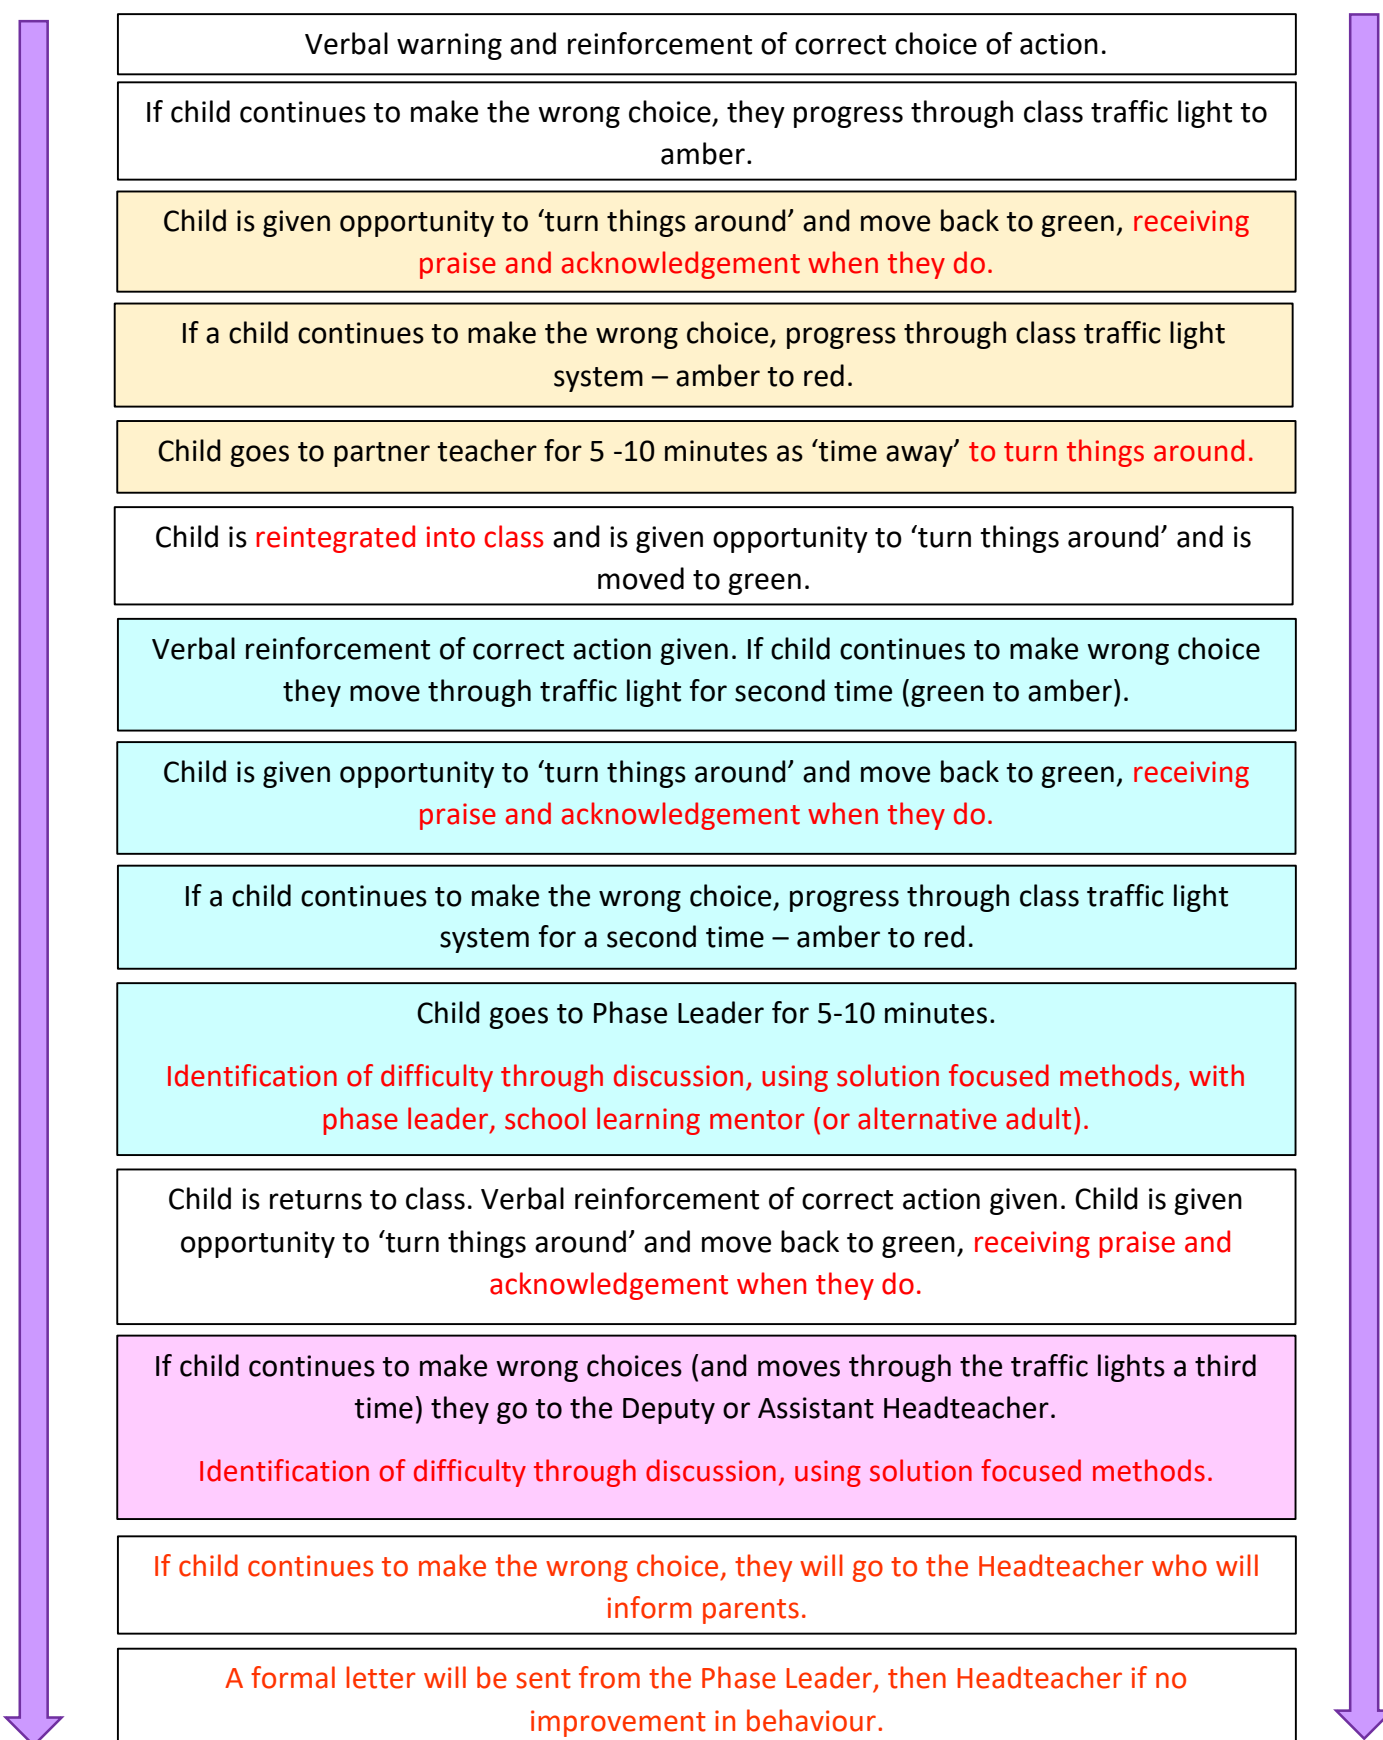 Verbal warning and reinforcement of correct choice of action.
If child continues to make the wrong choice, they progress through class traffic light to
amber.
Child is given opportunity to ‘turn things around’ and move back to green, receiving
praise and acknowledgement when they do.
If a child continues to make the wrong choice, progress through class traffic light
system – amber to red.
Child goes to partner teacher for 5 -10 minutes as ‘time away’ to turn things around.
Child is reintegrated into class and is given opportunity to ‘turn things around’ and is
moved to green.
Verbal reinforcement of correct action given. If child continues to make wrong choice
they move through traffic light for second time (green to amber).
Child is given opportunity to ‘turn things around’ and move back to green, receiving
praise and acknowledgement when they do.
If a child continues to make the wrong choice, progress through class traffic light
system for a second time – amber to red.
Child goes to Phase Leader for 5-10 minutes.
Identification of difficulty through discussion, using solution focused methods, with
phase leader, school learning mentor (or alternative adult).
Child is returns to class. Verbal reinforcement of correct action given. Child is given
opportunity to ‘turn things around’ and move back to green, receiving praise and
acknowledgement when they do.
If child continues to make wrong choices (and moves through the traffic lights a third
time) they go to the Deputy or Assistant Headteacher.
Identification of difficulty through discussion, using solution focused methods.
If child continues to make the wrong choice, they will go to the Headteacher who will
inform parents.
A formal letter will be sent from the Phase Leader, then Headteacher if no
improvement in behaviour.